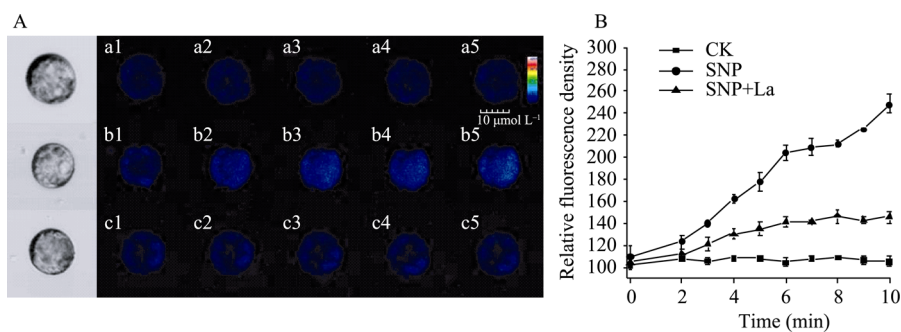 A
a1 a2 a3 a4 a5
10 μmol L⁻¹
b1 b2 b3 b4 b5
c1 c2 c3 c4 c5
B
300
280
260
240
220
200
180
160
140
120
100
Relative fluorescence density
CK
SNP
SNP+La
0 2 4 6 8 10
Time (min)